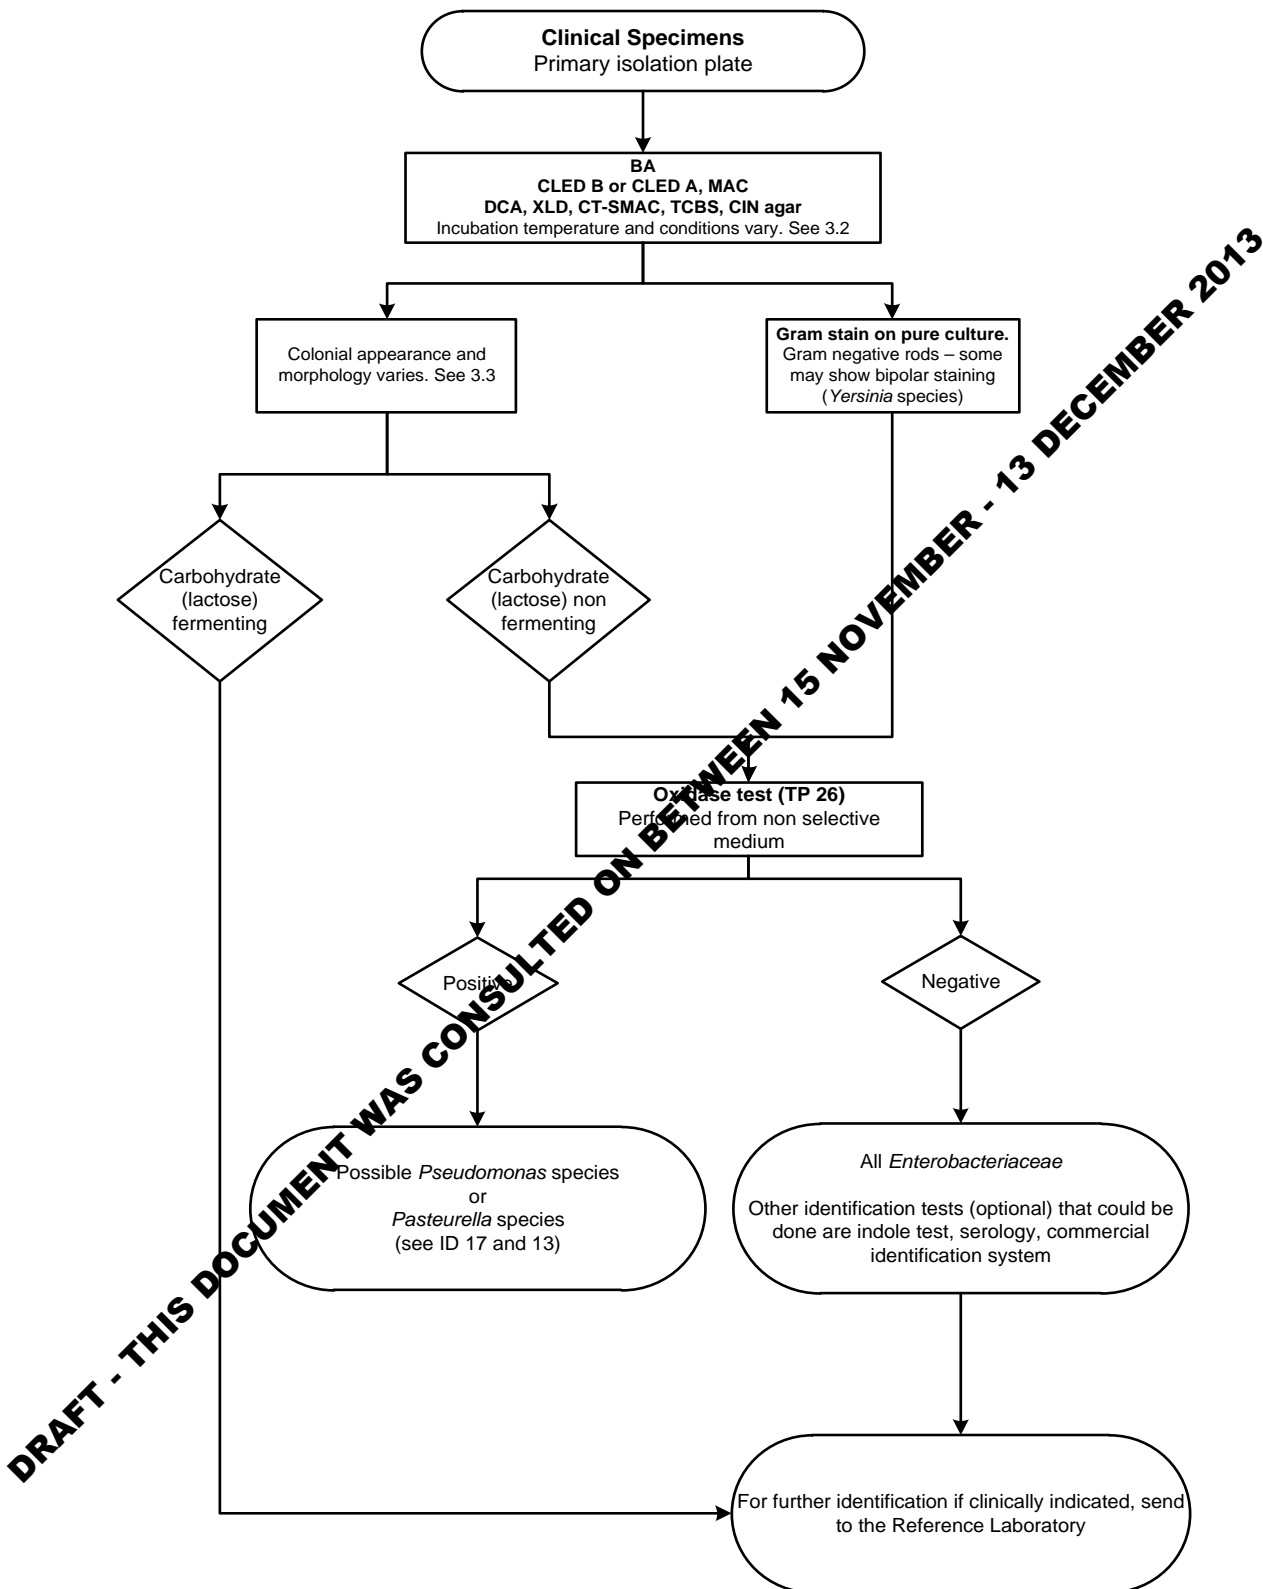 Clinical Specimens
Primary isolation plate
BA
CLED B or CLED A, MAC
DCA, XLD, CT-SMAC, TCBS, CIN agar
Incubation temperature and conditions vary. See 3.2
Colonial appearance and
morphology varies. See 3.3
Gram stain on pure culture.
Gram negative rods – some
may show bipolar staining
(Yersinia species)
Carbohydrate
(lactose)
fermenting
Carbohydrate
(lactose) non
fermenting
Oxidase test (TP 26)
Performed from non selective
medium
Positive
Negative
Possible Pseudomonas species
or
Pasteurella species
(see ID 17 and 13)
All Enterobacteriaceae
Other identification tests (optional) that could be
done are indole test, serology, commercial
identification system
For further identification if clinically indicated, send
to the Reference Laboratory
DRAFT - THIS DOCUMENT WAS CONSULTED ON BETWEEN 15 NOVEMBER - 13 DECEMBER 2013